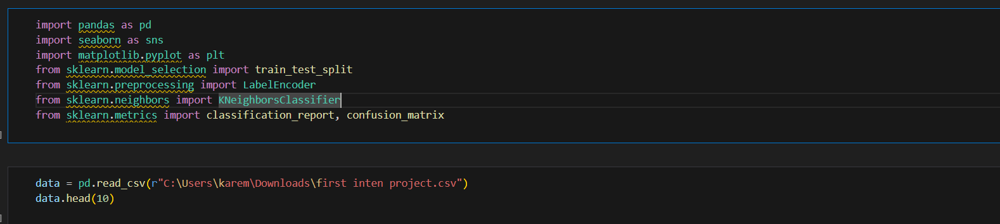 import pandas as pd
import seaborn as sns
import matplotlib.pyplot as plt
from sklearn.model_selection import train_test_split
from sklearn.preprocessing import LabelEncoder
from sklearn.neighbors import KNeighborsClassifier
from sklearn.metrics import classification_report, confusion_matrix
]
data = pd.read_csv(r"C:\Users\karem\Downloads\first inten project.csv")
data.head(10)
]